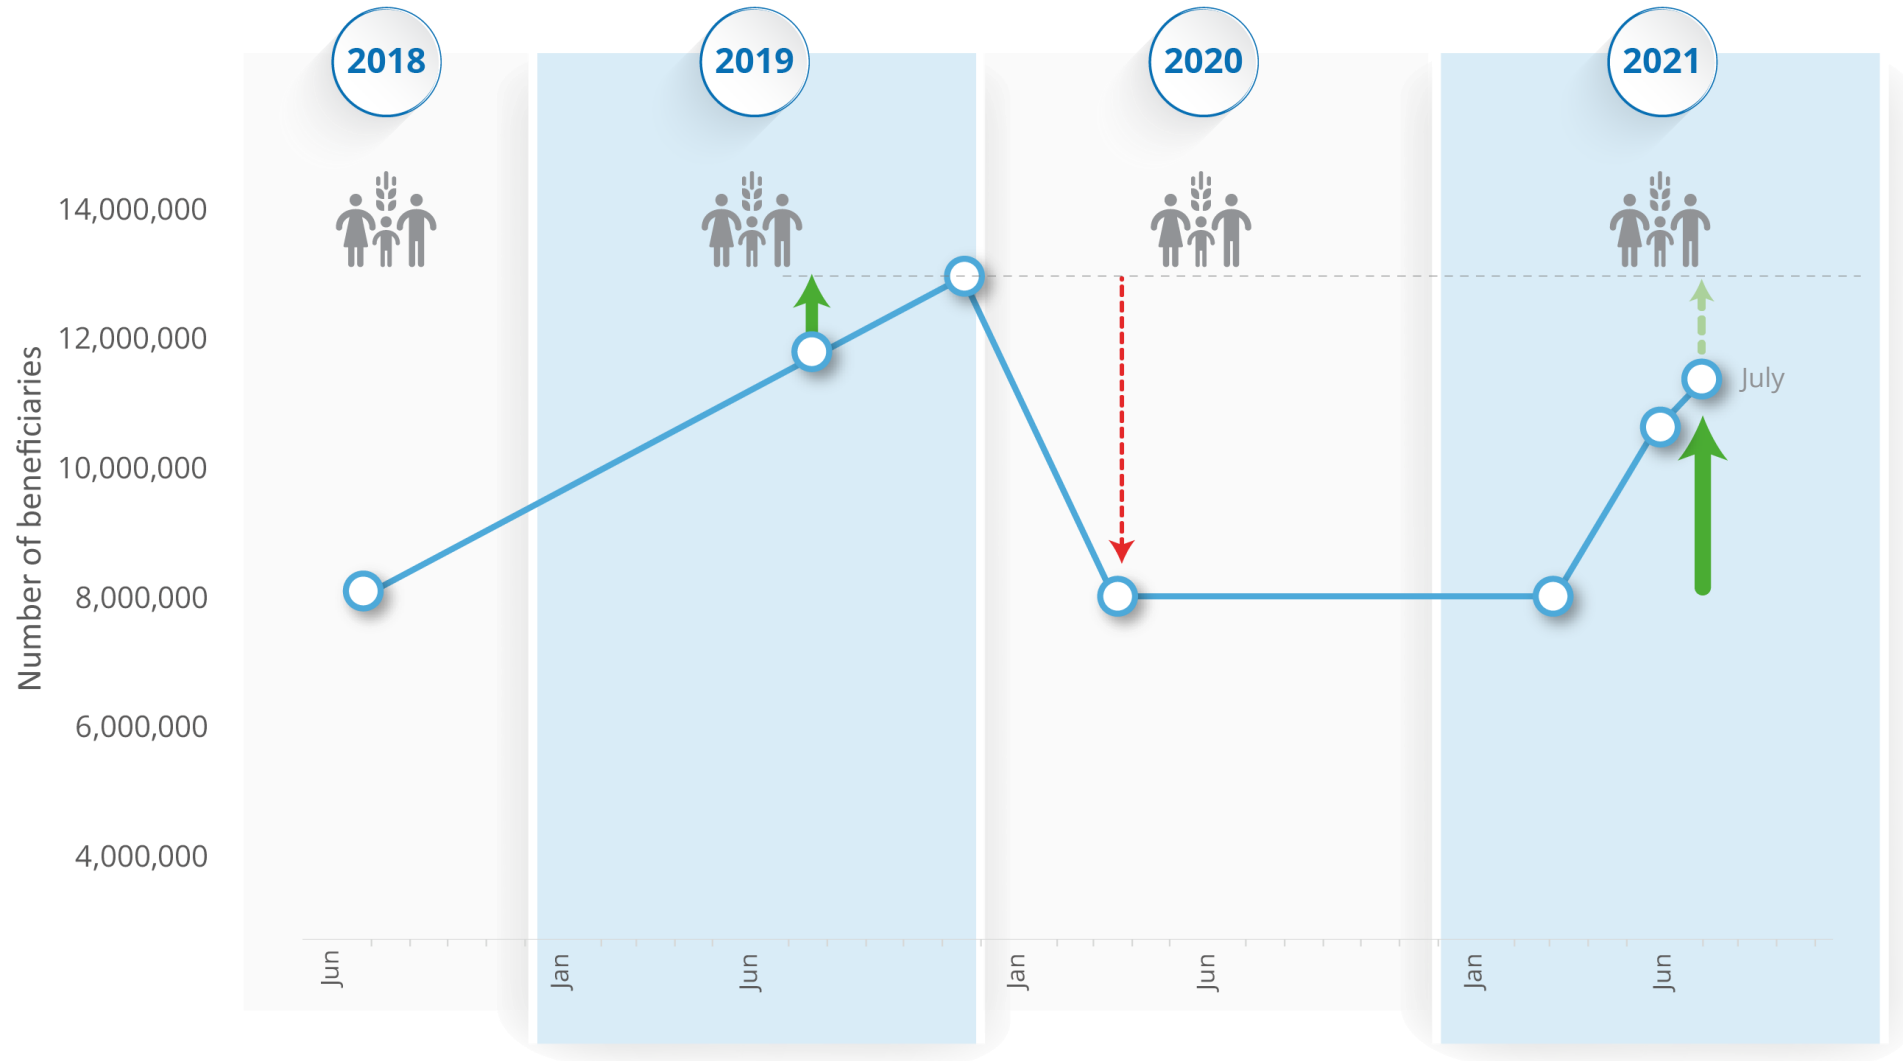 2018
2019
2020
2021
Number of beneficiaries
14,000,000
12,000,000
10,000,000
8,000,000
6,000,000
4,000,000
July
Jun
Jan
Jun
Jan
Jun
Jan
Jun